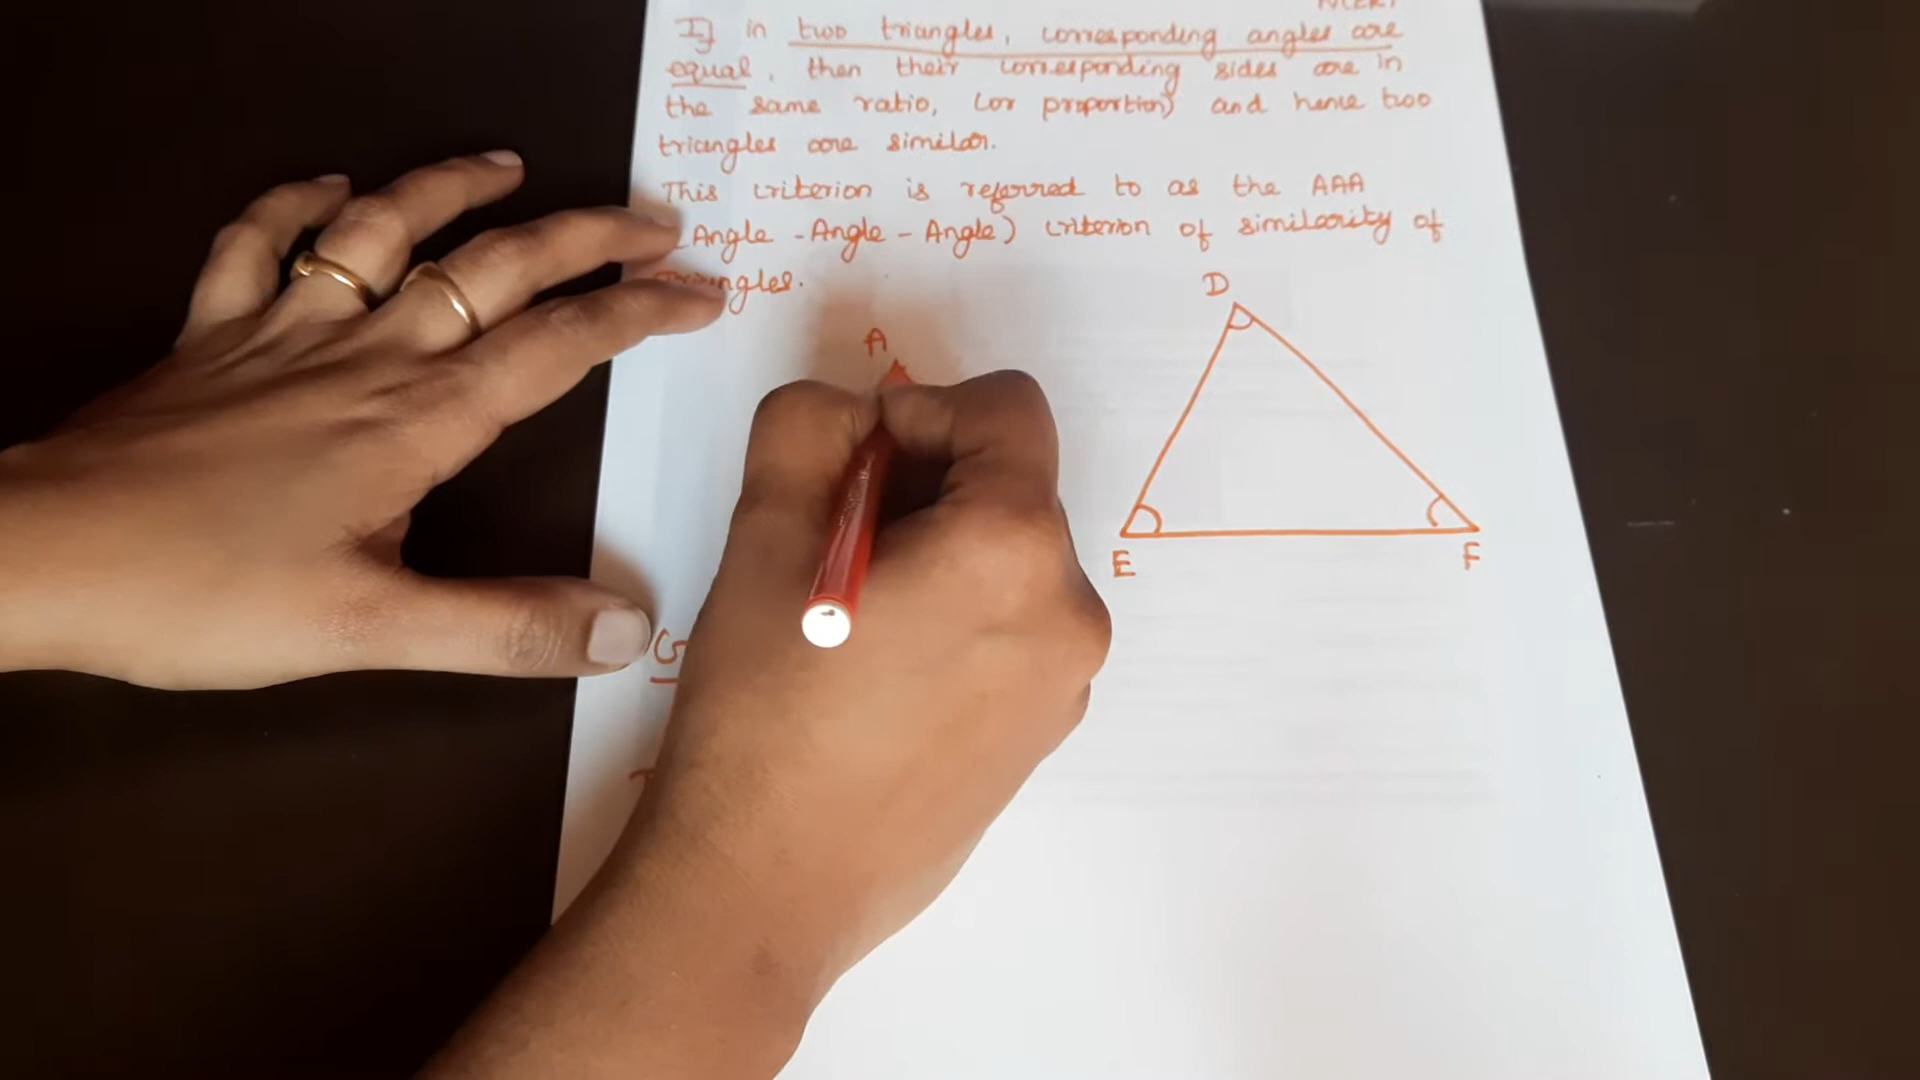 NCERT
If in two triangles, corresponding angles are
equal, then their corresponding sides are in
the same ratio, (or proportion) and hence two
triangles are similar.
This criterion is referred to as the AAA
(Angle - Angle - Angle) criterion of similarity of
triangles.
D
A
E F
G